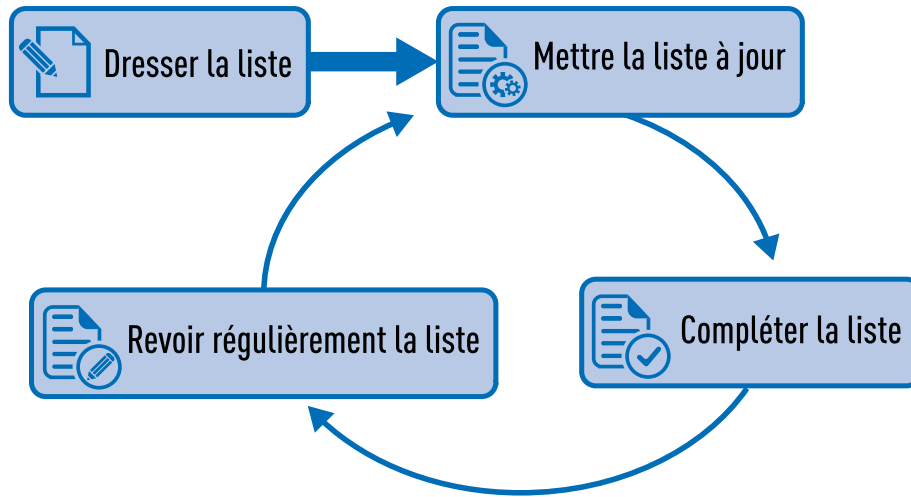 Dresser la liste
Mettre la liste à jour
Revoir régulièrement la liste
Compléter la liste